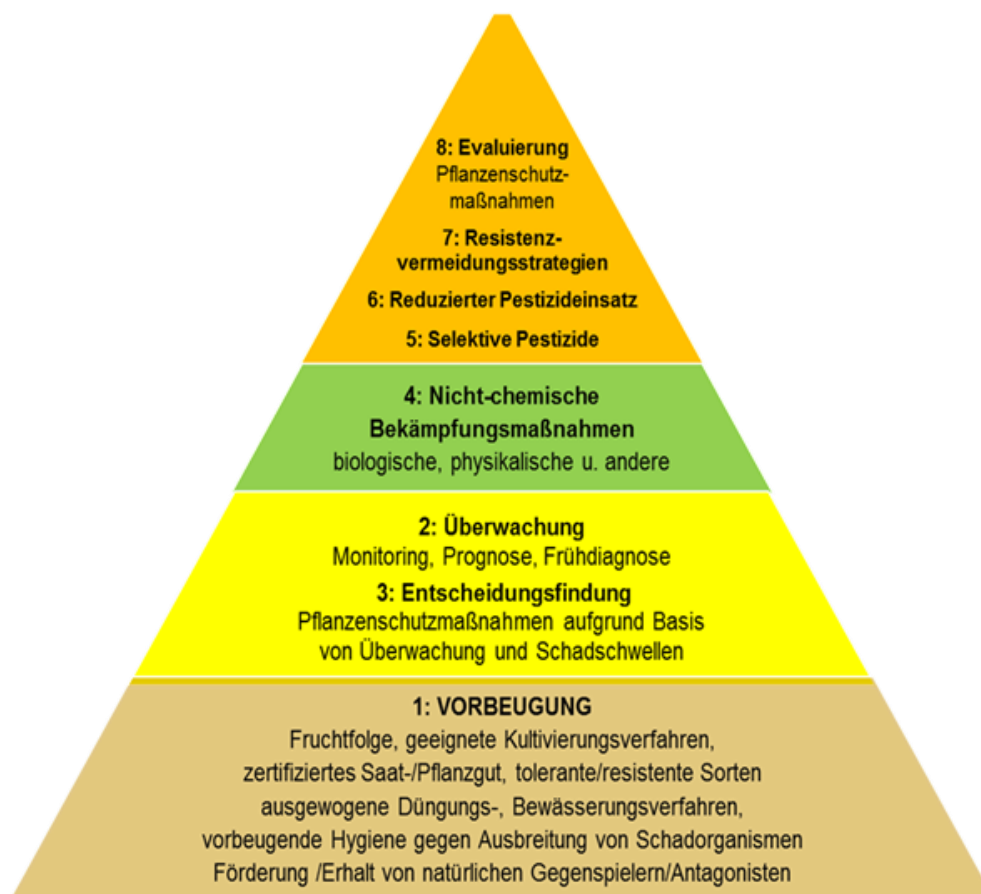 8: Evaluierung
Pflanzenschutz-
maßnahmen
7: Resistenz-
vermeidungsstrategien
6: Reduzierter Pestizideinsatz
5: Selektive Pestizide
4: Nicht-chemische
Bekämpfungsmaßnahmen
biologische, physikalische u. andere
2: Überwachung
Monitoring, Prognose, Frühdiagnose
3: Entscheidungsfindung
Pflanzenschutzmaßnahmen aufgrund Basis
von Überwachung und Schadschwellen
1: VORBEUGUNG
Fruchtfolge, geeignete Kultivierungsverfahren,
zertifiziertes Saat-/Pflanzgut, tolerante/resistente Sorten
ausgewogene Düngungs-, Bewässerungsverfahren,
vorbeugende Hygiene gegen Ausbreitung von Schadorganismen
Förderung /Erhalt von natürlichen Gegenspielern/Antagonisten